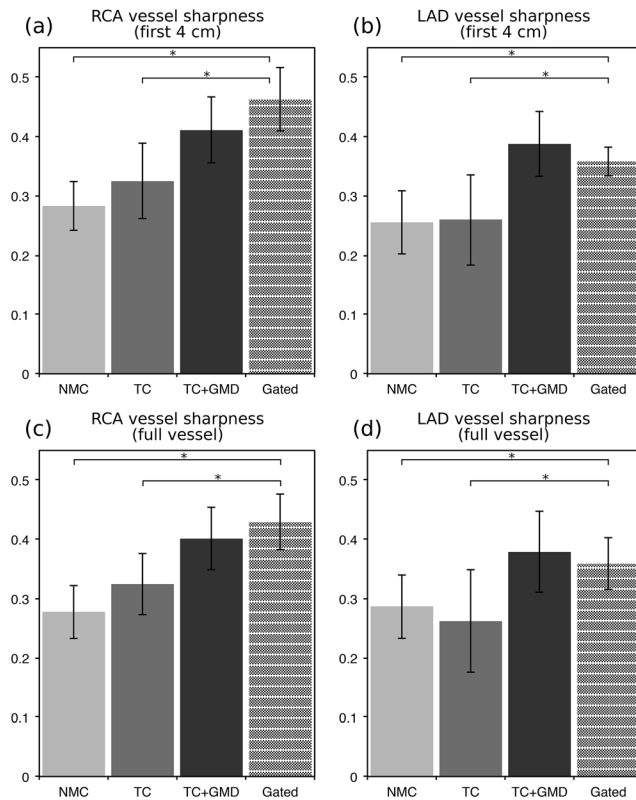 (a)
RCA vessel sharpness
(first 4 cm)
0.5
0.4
0.3
0.2
0.1
0
*
*
NMC TC TC+GMD Gated
(b)
LAD vessel sharpness
(first 4 cm)
0.5
0.4
0.3
0.2
0.1
0
*
*
NMC TC TC+GMD Gated
(c)
RCA vessel sharpness
(full vessel)
0.5
0.4
0.3
0.2
0.1
0
*
*
NMC TC TC+GMD Gated
(d)
LAD vessel sharpness
(full vessel)
0.5
0.4
0.3
0.2
0.1
0
*
*
NMC TC TC+GMD Gated